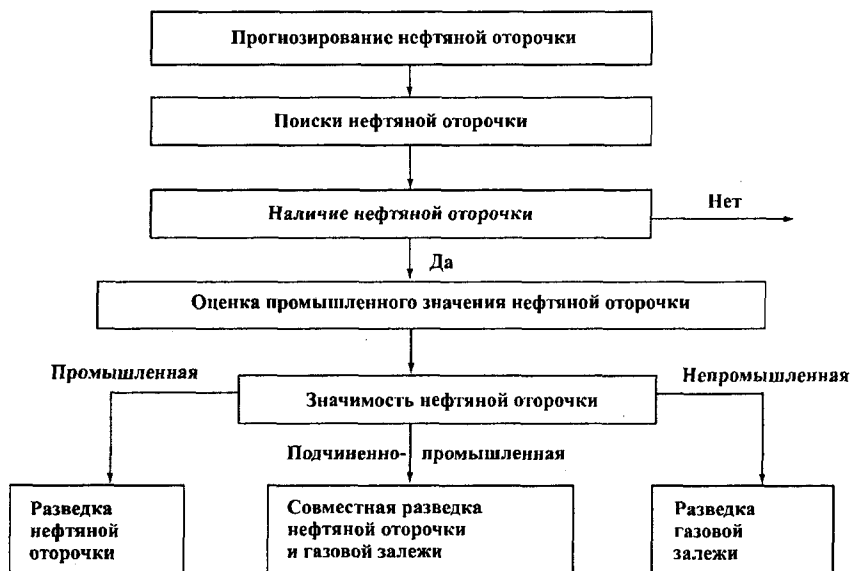 Прогнозирование нефтяной оторочки
Поиски нефтяной оторочки
Наличие нефтяной оторочки
Нет
Да
Оценка промышленного значения нефтяной оторочки
Промышленная
Непромышленная
Значимость нефтяной оторочки
Подчиненно- промышленная
Разведка
нефтяной
оторочки
Совместная разведка
нефтяной оторочки
и газовой залежи
Разведка
газовой
залежи